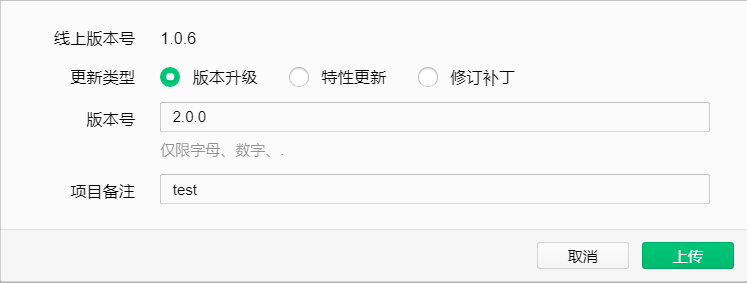 线上版本号 1.0.6
更新类型 版本升级 特性更新 修订补丁
版本号 2.0.0
仅限字母、数字、.
项目备注 test
取消 上传